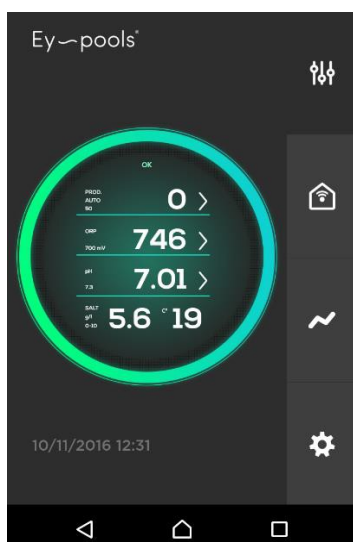 Ey-pools®
OK
PROD.
AUTO
50 0
ORP
700 mV 746
pH
7.3 7.01
SALT
g/l
0-10 5.6 C° 19
10/11/2016 12:31